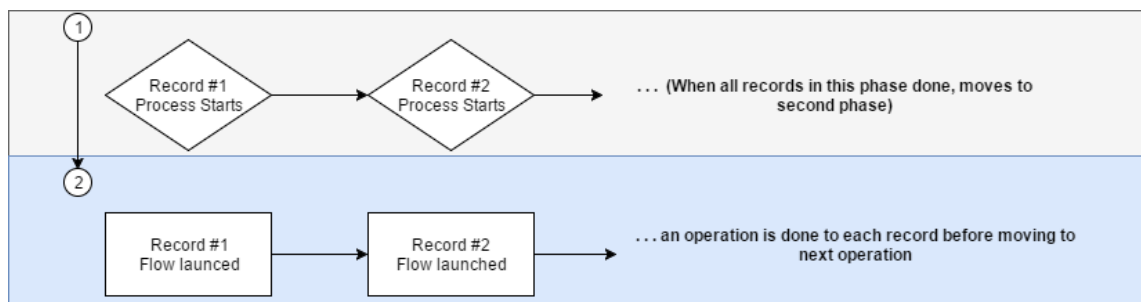 1
Record #1
Process Starts
Record #2
Process Starts
. . . (When all records in this phase done, moves to
second phase)
2
Record #1
Flow launced
Record #2
Flow launched
. . . an operation is done to each record before moving to
next operation